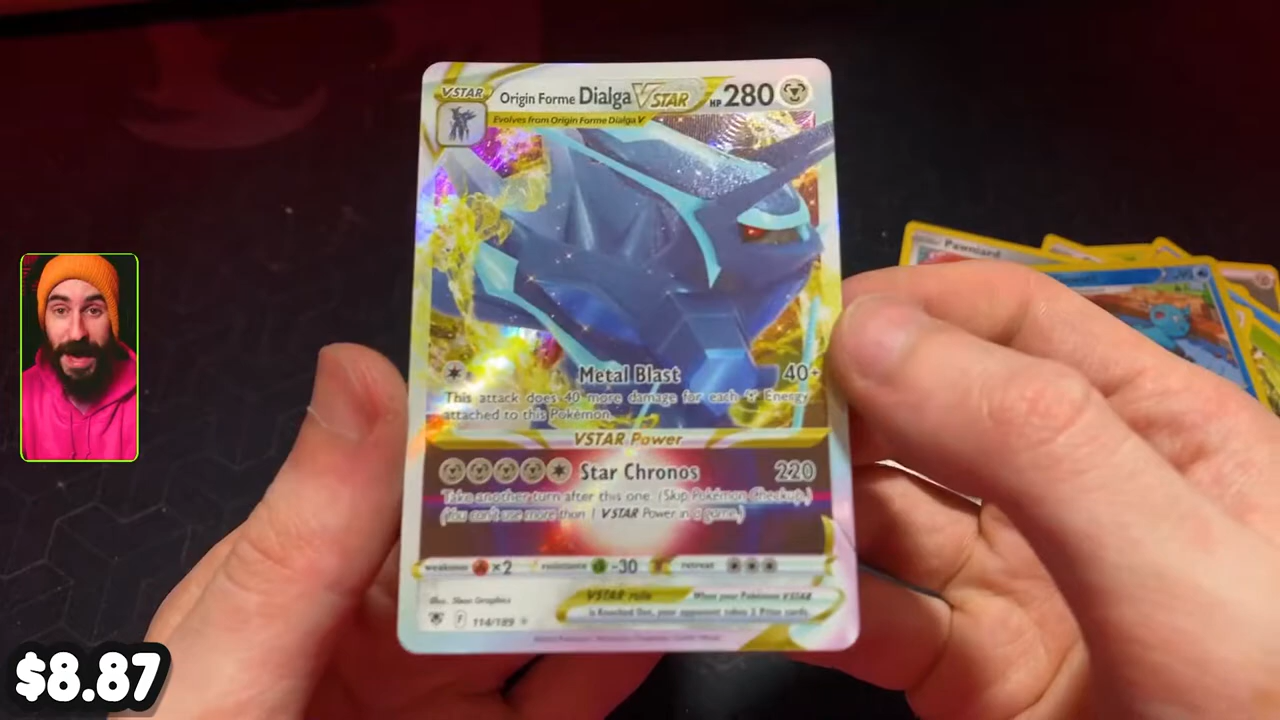 VSTAR Origin Forme Dialga VSTAR HP 280
Evolves from Origin Forme Dialga V
Pawniard
Metal Blast 40+
This attack does 40 more damage for each Energy
attached to this Pokémon.
VSTAR Power
Star Chronos 220
Take another turn after this one. (Skip Pokémon Checkup.)
(You can't use more than 1 VSTAR Power in a game.)
weakness ×2 resistance -30 retreat
VSTAR rule When your Pokémon VSTAR
is Knocked Out, your opponent takes 2 Prize cards.
Illus. 5ban Graphics
F 114/189
$8.87